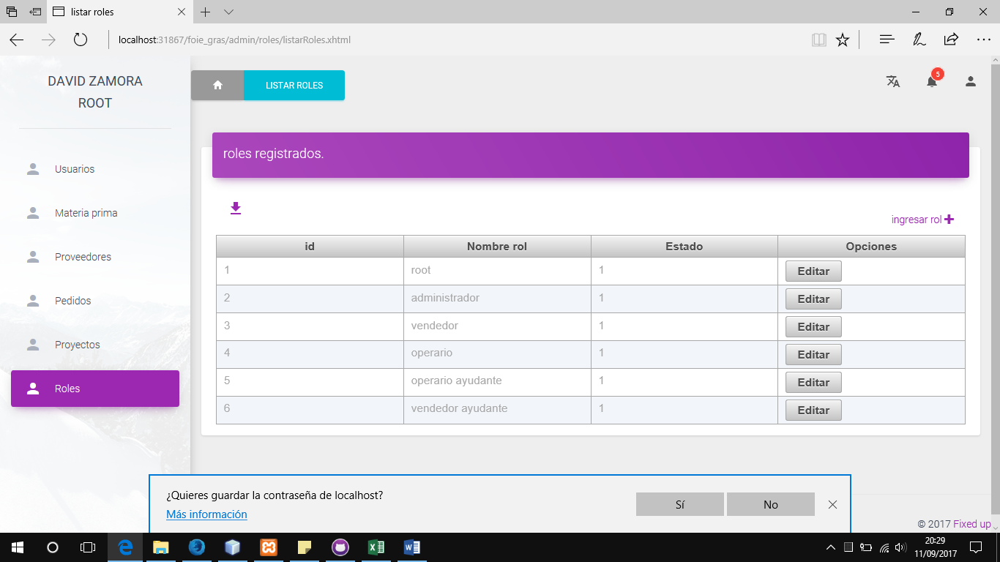 listar roles
localhost:31867/foie_gras/admin/roles/listarRoles.xhtml
DAVID ZAMORA
ROOT
Usuarios
Materia prima
Proveedores
Pedidos
Proyectos
Roles
LISTAR ROLES
5
roles registrados.
ingresar rol
id Nombre rol Estado Opciones
1 root 1 Editar
2 administrador 1 Editar
3 vendedor 1 Editar
4 operario 1 Editar
5 operario ayudante 1 Editar
6 vendedor ayudante 1 Editar
¿Quieres guardar la contraseña de localhost?
Más información
Sí No
© 2017 Fixed up
20:29
11/09/2017